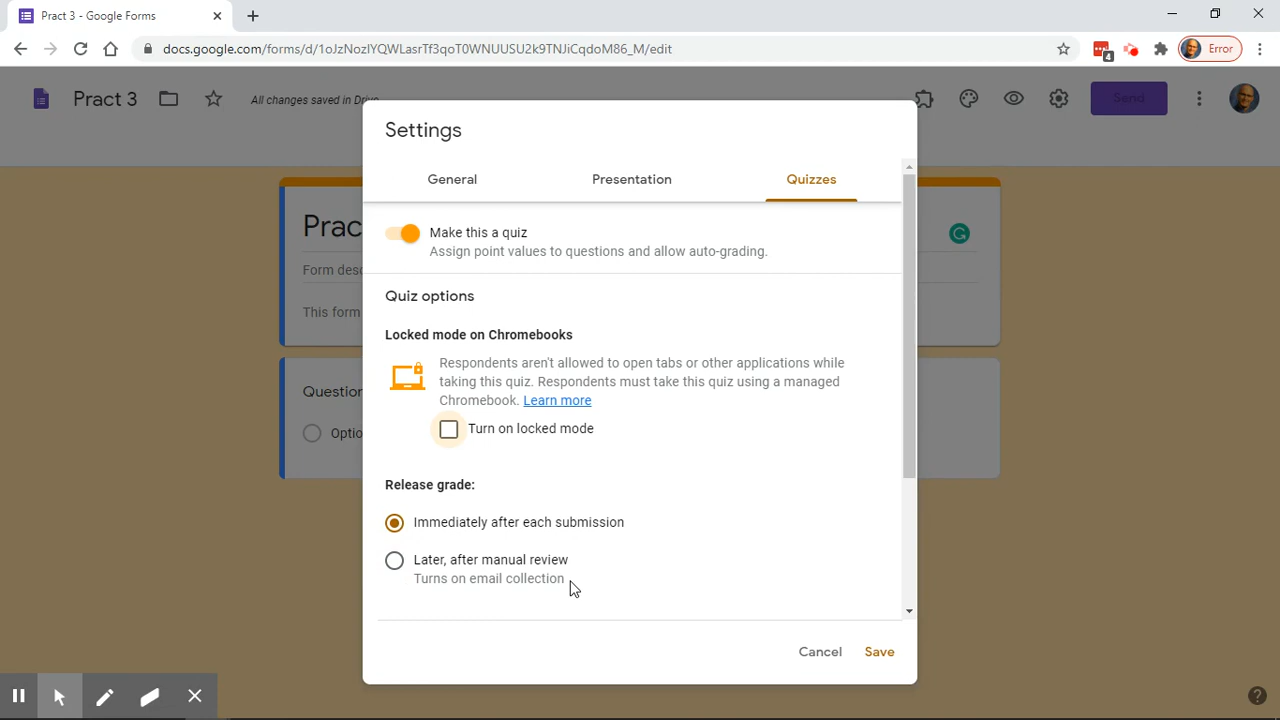 Pract 3 - Google Forms
docs.google.com/forms/d/1oJzNozIYQWLasrTf3qoT0WNUUSU2k9TNJiCqdoM86_M/edit
4
Error
Pract 3
All changes saved in Drive
Send
Settings
General
Presentation
Quizzes
Prac
Form desc
This form
Question
Optio
Make this a quiz
Assign point values to questions and allow auto-grading.
Quiz options
Locked mode on Chromebooks
Respondents aren't allowed to open tabs or other applications while
taking this quiz. Respondents must take this quiz using a managed
Chromebook. Learn more
Turn on locked mode
Release grade:
Immediately after each submission
Later, after manual review
Turns on email collection
Cancel
Save